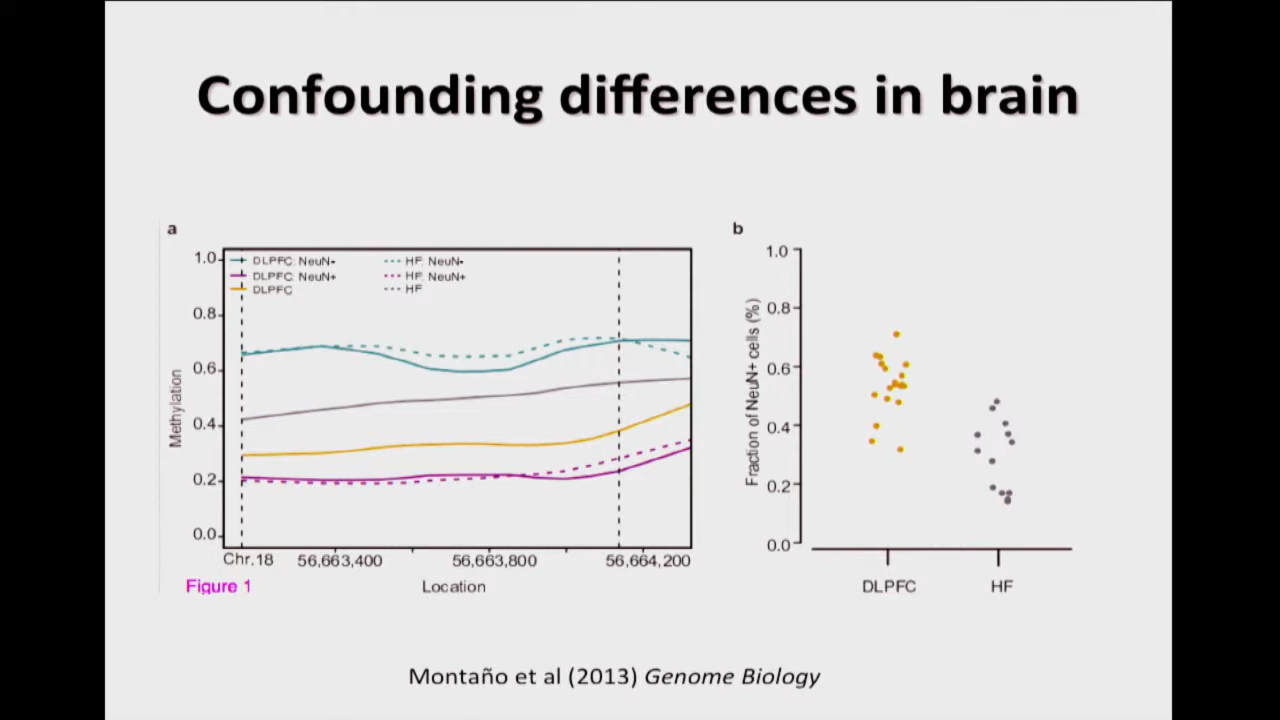 Confounding differences in brain
a
1.0
0.8
0.6
0.4
0.2
0.0
Methylation
DLPFC: NeuN-
DLPFC: NeuN+
DLPFC
HF: NeuN-
HF: NeuN+
HF
Chr.18
56,663,400
56,663,800
56,664,200
Location
Figure 1
b
1.0
0.8
0.6
0.4
0.2
0.0
Fraction of NeuN+ cells (%)
DLPFC
HF
Montaño et al (2013) Genome Biology